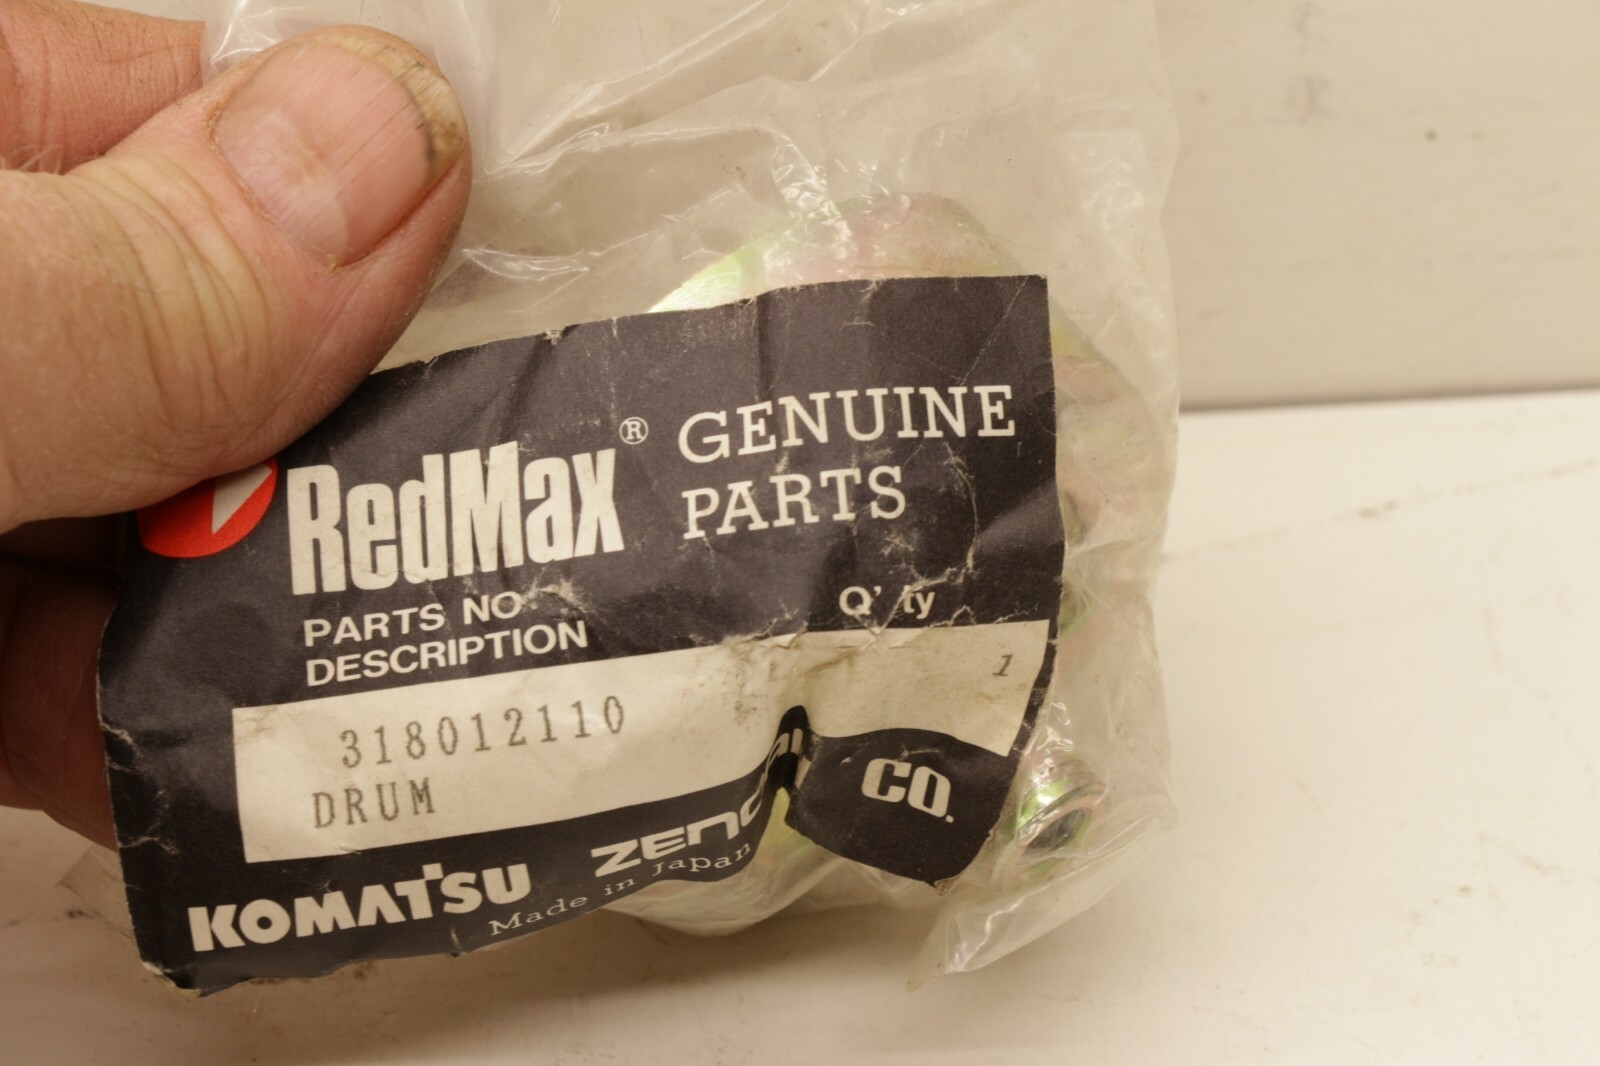 RedMax® GENUINE
PARTS
PARTS NO
DESCRIPTION
Q'ty
318012110
1
DRUM
KOMATSU CO.
Made in Japan